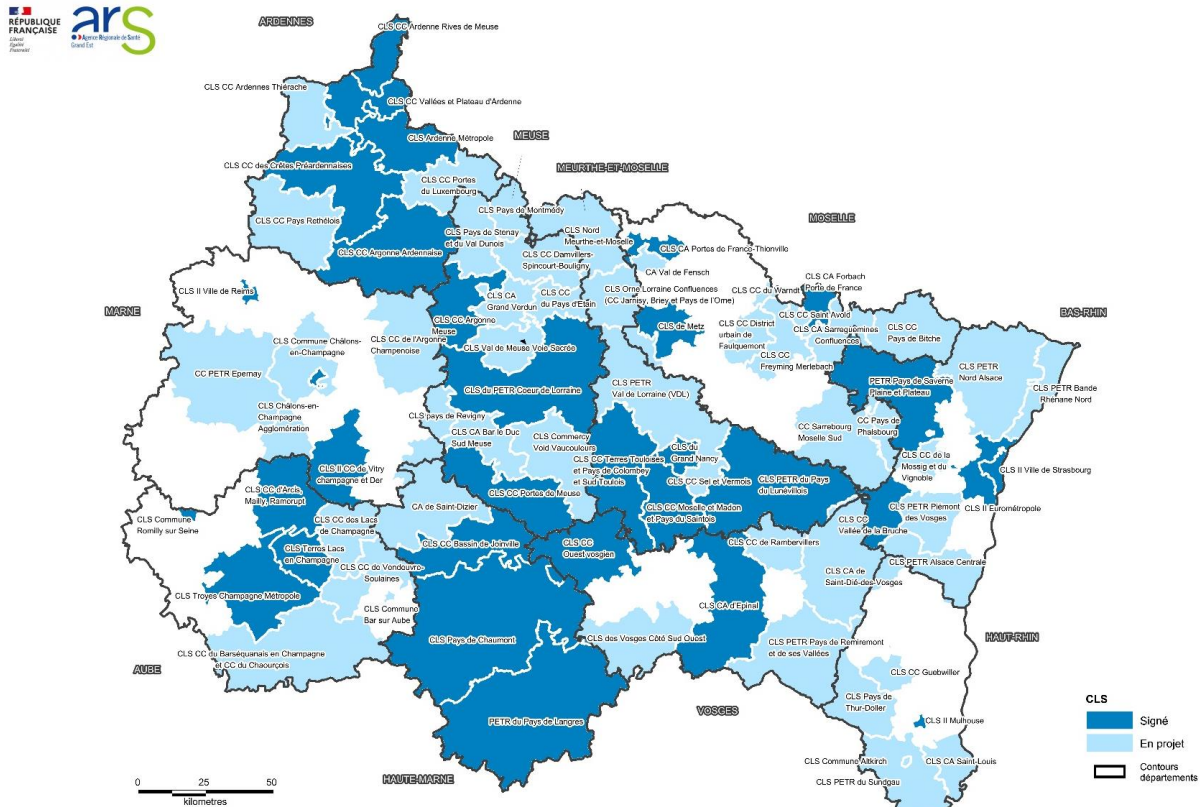 RÉPUBLIQUE
FRANÇAISE
Liberté
Égalité
Fraternité
ars
Agence Régionale de Santé
Grand Est
ARDENNES
CLS CC Ardenne Rives de Meuse
CLS CC Ardennes Thiérache
CLS CC Vallées et Plateau d'Ardenne
CLS Ardenne Métropole
MEUSE
CLS CC des Crêtes Préardennaises
MEURTHE-ET-MOSELLE
CLS CC Portes
du Luxembourg
CLS Pays de Montmédy
MOSELLE
CLS CC Pays Rethélois
CLS Pays de Stenay
et du Val Dunois
CLS Nord
Meurthe-et-Moselle
CLS CC Argonne Ardennaise
CLS CC Damvillers-
Spincourt-Bouligny
CLS CA Portes de France-Thionville
CA Val de Fensch
CLS CA Forbach
Porte de France
CLS II Ville de Reims
CLS CA
Grand Verdun
CLS CC
du Pays d'Etain
CLS Orne Lorraine Confluences
(CC Jarnisy, Briey et Pays de l'Orne)
CLS CC du Warndt
MARNE
BAS-RHIN
CLS CC Argonne
Meuse
CLS de Metz
CLS CC District
urbain de
Faulquemont
CLS CC Saint Avold
CLS CA Sarreguemines
Confluences
CLS CC
Pays de Bitche
CLS Commune Châlons-
en-Champagne
CLS CC de l'Argonne
Champenoise
CLS Val de Meuse Voie Sacrée
CLS CC
Freyming Merlebach
CC PETR Epernay
CLS du PETR Coeur de Lorraine
CLS PETR
Val de Lorraine (VDL)
PETR Pays de Saverne
Plaine et Plateau
CLS PETR
Nord Alsace
CLS PETR Bande
Rhénane Nord
CLS Châlons-en-
Champagne
Agglomération
CLS pays de Revigny
CLS CA Bar le Duc
Sud Meuse
CLS Commercy
Void Vaucoulours
CC Sarrebourg
Moselle Sud
CC Pays de
Phalsbourg
CLS CC Terres Touloises
et Pays de Colombey
et Sud Toulois
CLS du
Grand Nancy
CLS CC de la
Mossig et du
Vignoble
CLS II CC de Vitry
champagne et Der
CLS CC Sel et Vermois
CLS PETR du Pays
du Lunévillois
CLS II Ville de Strasbourg
CLS CC d'Arcis,
Mailly, Ramerupt
CLS CC Portes de Meuse
CLS CC Moselle et Madon
et Pays du Saintois
CLS II Eurométropole
CA de Saint-Dizier
CLS Commune
Romilly sur Seine
CLS CC des Lacs
de Champagne
CLS CC
Vallée de la Bruche
CLS PETR Piemont
des Vosges
CLS CC Bassin de Joinville
CLS CC
Ouest vosgien
CLS CC de Rambervillers
CLS Terres Lacs
en Champagne
CLS CC de Vendouvre-
Soulaines
CLS PETR Alsace Centrale
CLS CA de
Saint-Dié-des-Vosges
CLS Troyes Champagne Métropole
CLS Commune
Bar sur Aube
CLS CA d'Epinal
CLS Pays de Chaumont
CLS des Vosges Côté Sud Ouest
CLS PETR Pays de Remiremont
et de ses Vallées
HAUT-RHIN
CLS CC du Barséquanais en Champagne
et CC du Chaourçois
AUBE
CLS CC Guebwiller
CLS Pays de
Thur-Doller
VOSGES
PETR du Pays de Langres
CLS II Mulhouse
CLS Commune Altkirch
CLS CA Saint-Louis
CLS PETR du Sundgau
HAUTE-MARNE
0 25 50
kilometres
CLS
Signé
En projet
Contours
départements